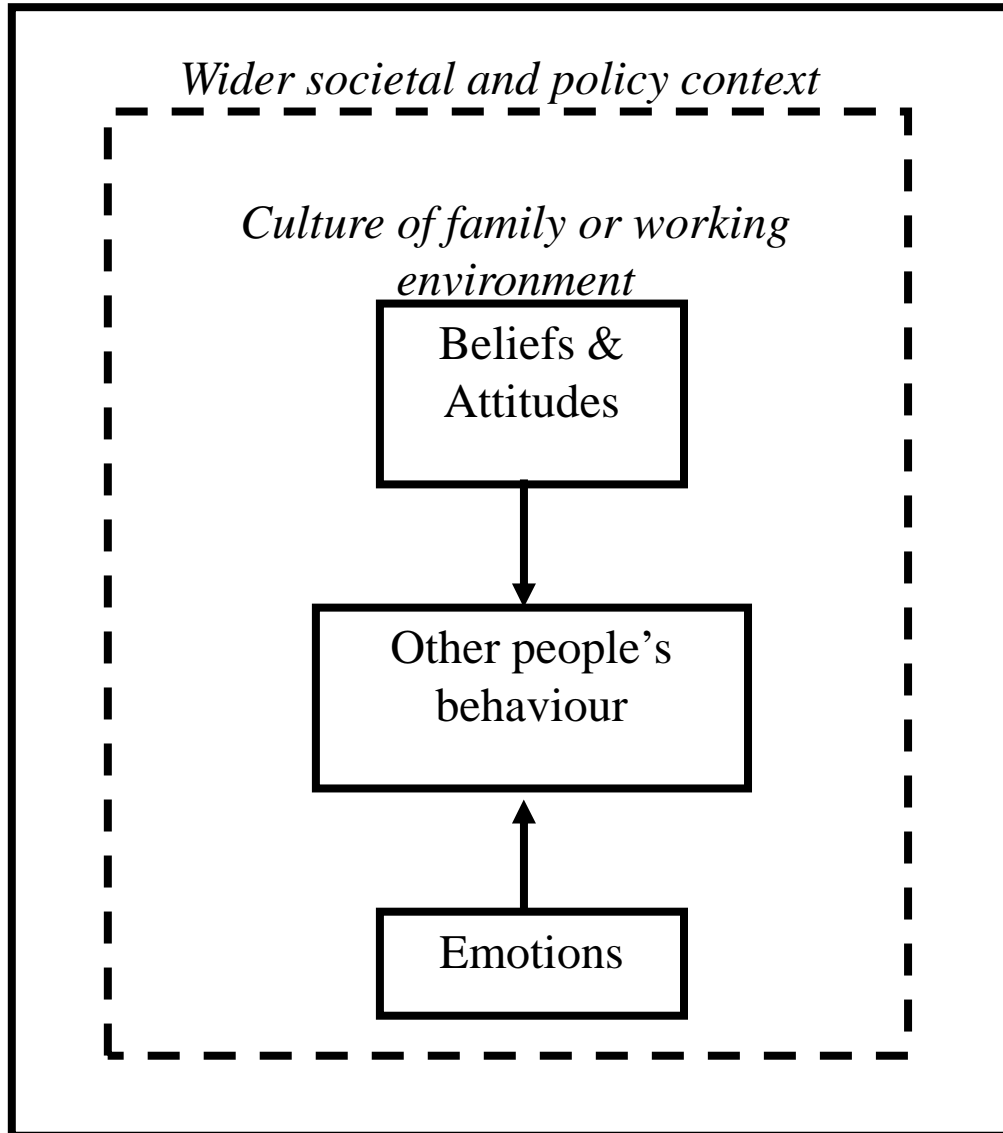 Wider societal and policy context
Culture of family or working
environment
Beliefs &
Attitudes
Other people’s
behaviour
Emotions